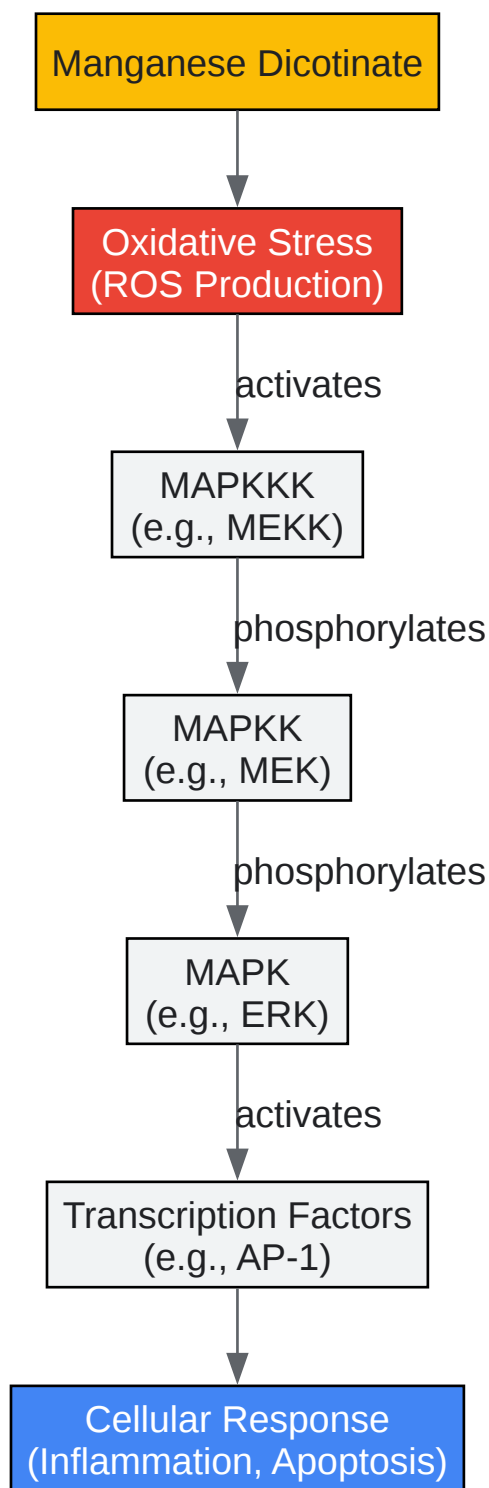 Manganese Dicotinate
Oxidative Stress
(ROS Production)
activates
MAPKKK
(e.g., MEKK)
phosphorylates
MAPKK
(e.g., MEK)
phosphorylates
MAPK
(e.g., ERK)
activates
Transcription Factors
(e.g., AP-1)
Cellular Response
(Inflammation, Apoptosis)